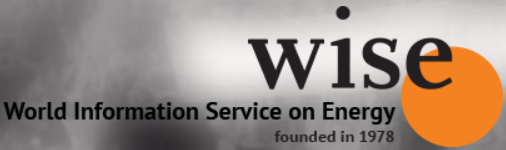 wise
World Information Service on Energy
founded in 1978